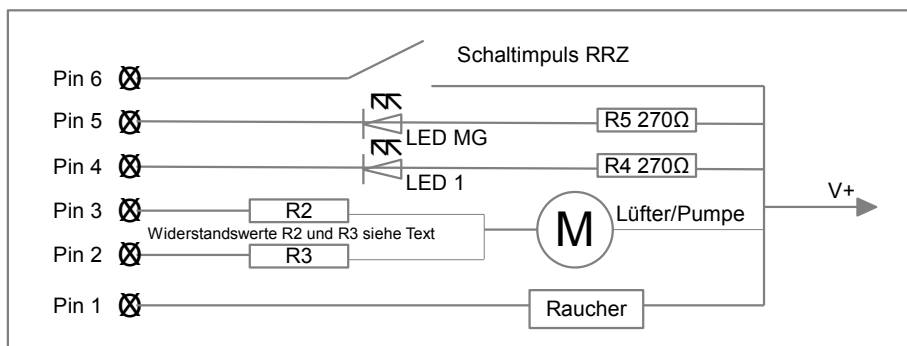 Schaltimpuls RRZ
Pin 6
Pin 5
LED MG
R5 270Ω
Pin 4
LED 1
R4 270Ω
V+
Pin 3
R2
Lüfter/Pumpe
M
Widerstandswerte R2 und R3 siehe Text
Pin 2
R3
Pin 1
Raucher